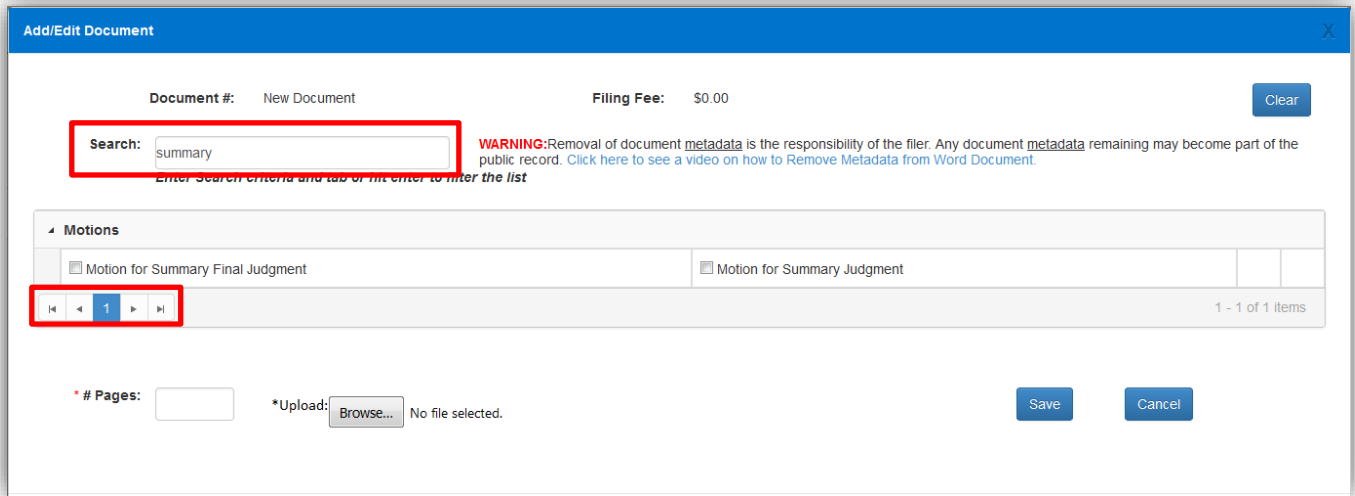 Add/Edit Document X
Document #: New Document Filing Fee: $0.00 Clear
Search: summary
WARNING:Removal of document metadata is the responsibility of the filer. Any document metadata remaining may become part of the
public record. Click here to see a video on how to Remove Metadata from Word Document.
Enter Search criteria and tab or hit enter to filter the list
Motions
Motion for Summary Final Judgment Motion for Summary Judgment
1 1 - 1 of 1 items
* # Pages: *Upload: Browse... No file selected. Save Cancel